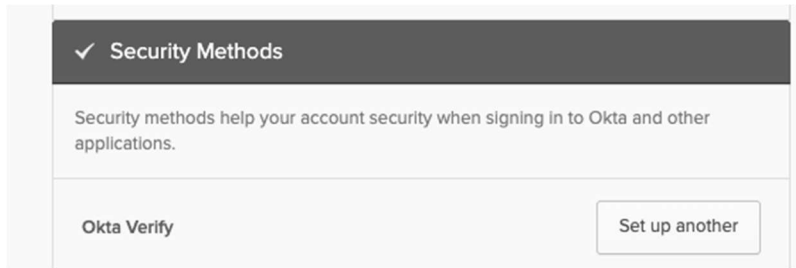 Security Methods
Security methods help your account security when signing in to Okta and other
applications.
Okta Verify
Set up another